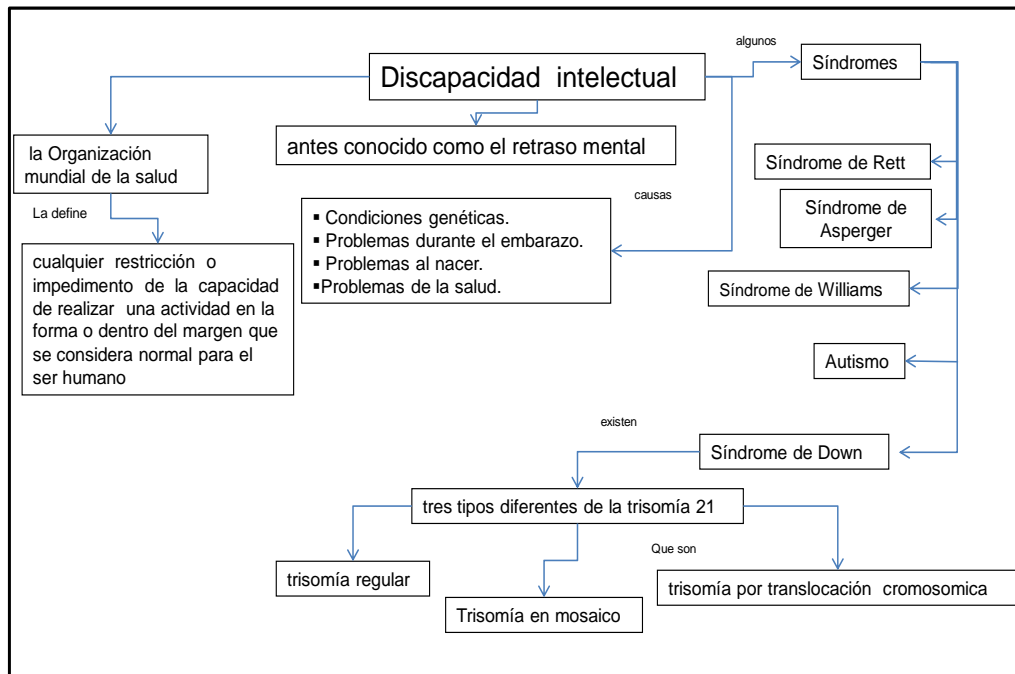 algunos
Síndromes
Discapacidad intelectual
antes conocido como el retraso mental
la Organización
mundial de la salud
La define
cualquier restricción o
impedimento de la capacidad
de realizar una actividad en la
forma o dentro del margen que
se considera normal para el
ser humano
causas
▪ Condiciones genéticas.
▪ Problemas durante el embarazo.
▪ Problemas al nacer.
▪Problemas de la salud.
Síndrome de Rett
Síndrome de
Asperger
Síndrome de Williams
Autismo
existen
Síndrome de Down
tres tipos diferentes de la trisomía 21
Que son
trisomía regular
Trisomía en mosaico
trisomía por translocación cromosomica